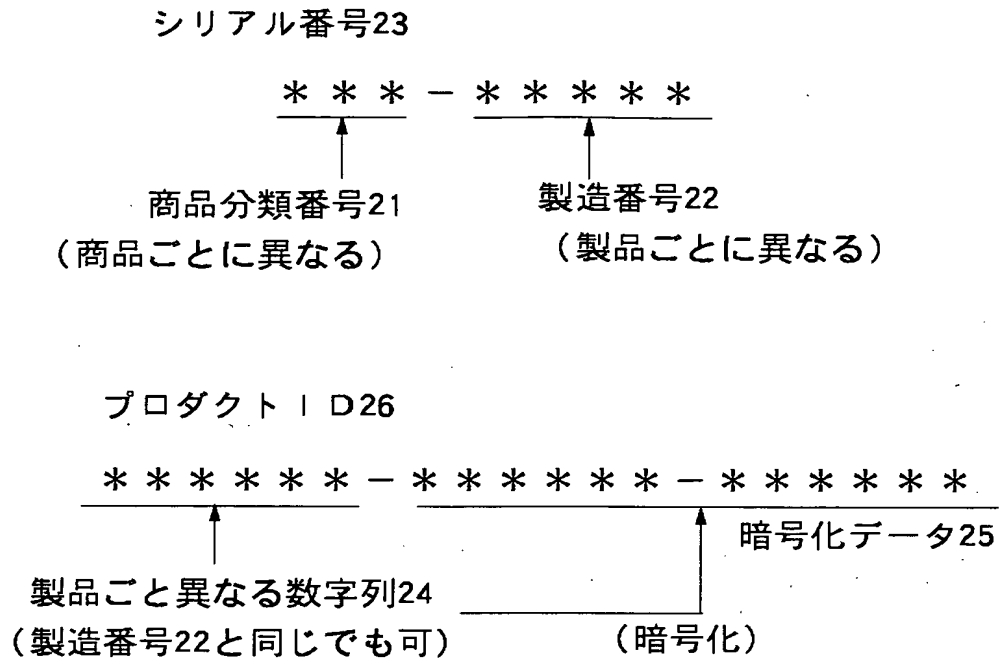 シリアル番号23
＊＊＊－＊＊＊＊＊
商品分類番号21
（商品ごとに異なる）
製造番号22
（製品ごとに異なる）
プロダクトＩＤ26
＊＊＊＊＊＊－＊＊＊＊＊＊－＊＊＊＊＊＊
暗号化データ25
製品ごと異なる数字列24
（製造番号22と同じでも可）
（暗号化）